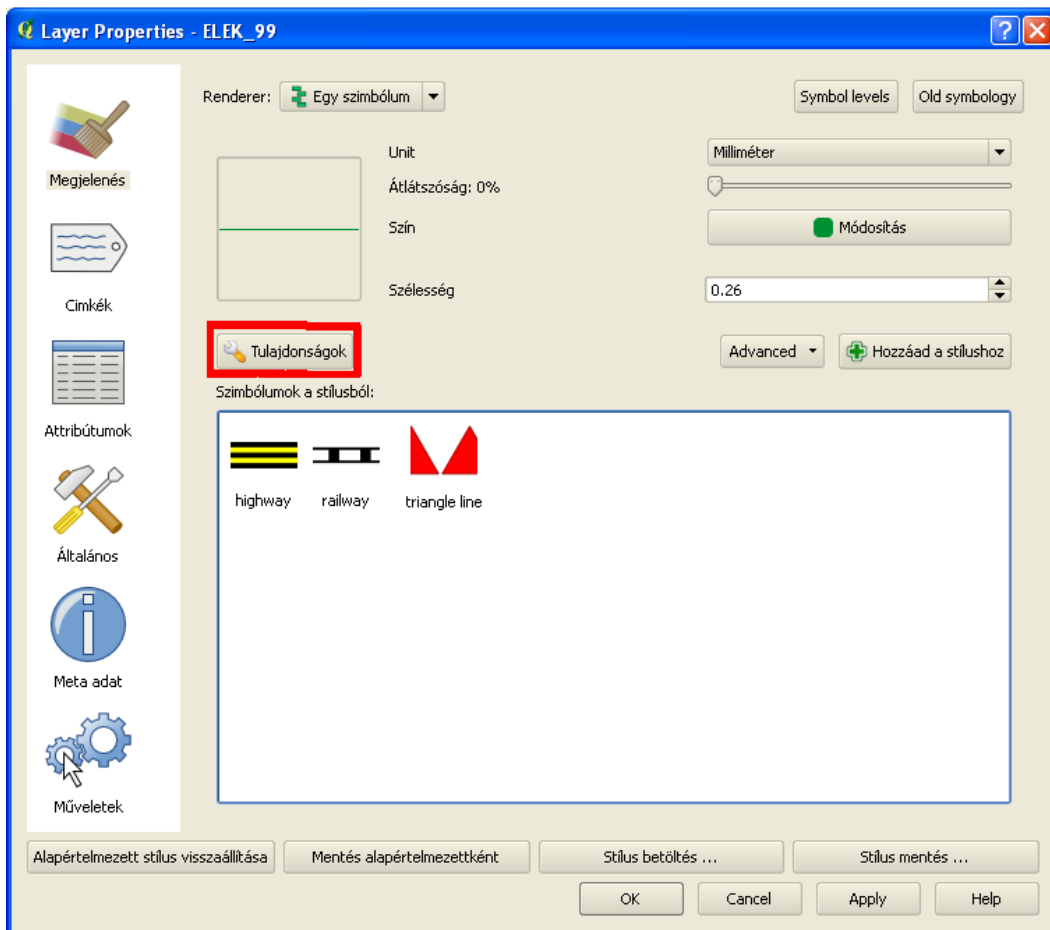 Layer Properties - ELEK_99
Renderer: Egy szimbólum
Symbol levels
Old symbology
Megjelenés
Unit
Milliméter
Átlátszóság: 0%
Szín
Módosítás
Szélesség
0.26
Cimkék
Tulajdonságok
Advanced
Hozzáad a stílushoz
Szimbólumok a stílusból:
Attribútumok
highway
railway
triangle line
Általános
Meta adat
Műveletek
Alapértelmezett stílus visszaállítása
Mentés alapértelmezettként
Stílus betöltés ...
Stílus mentés ...
OK
Cancel
Apply
Help